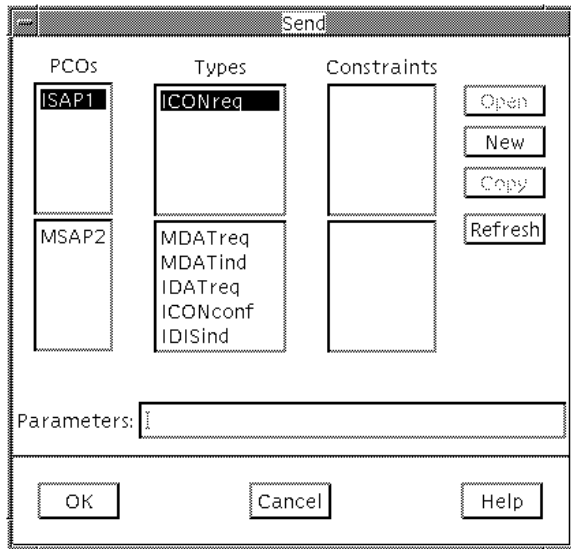 Send
PCOs Types Constraints
ISAP1 ICONreq Open
New
Copy
MSAP2 MDATreq Refresh
MDATind
IDATreq
ICONconf
IDISind
Parameters:
OK Cancel Help